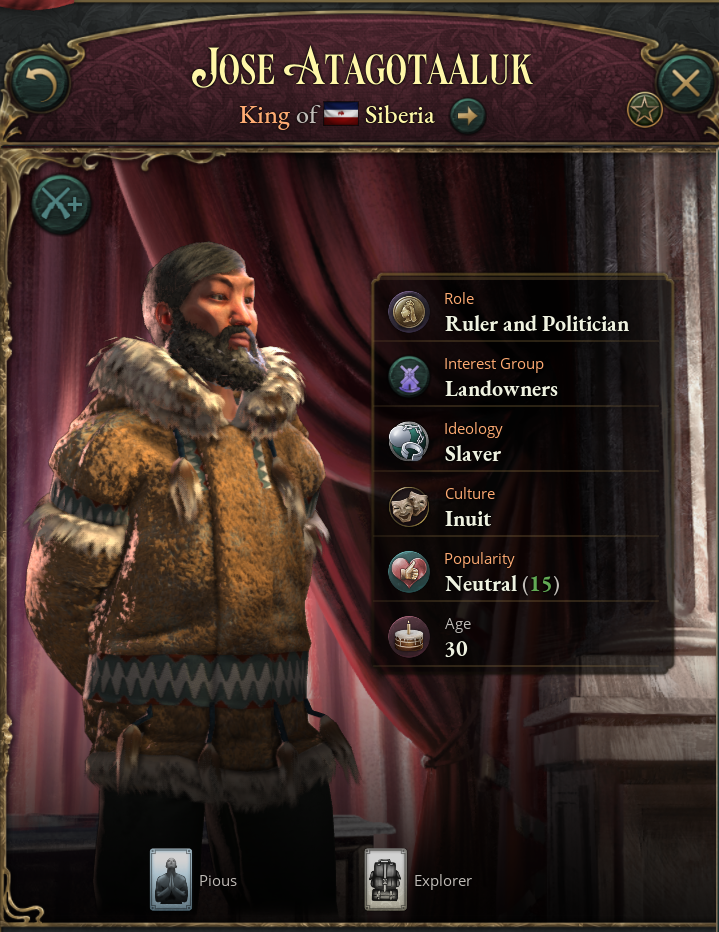 Jose Atagotaaluk
King of Siberia
Role
Ruler and Politician
Interest Group
Landowners
Ideology
Slaver
Culture
Inuit
Popularity
Neutral (15)
Age
30
Pious
Explorer